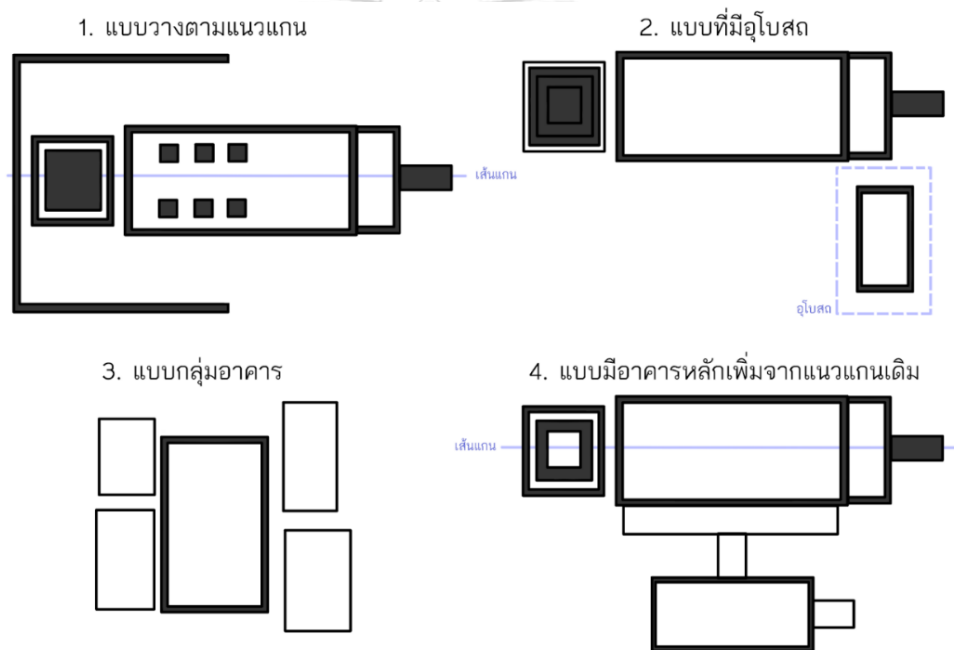 1. แบบวางตามแนวแกน
2. แบบที่มีอุโบสถ
เส้นแกน
อุโบสถ
3. แบบกลุ่มอาคาร
4. แบบมีอาคารหลักเพิ่มจากแนวแกนเดิม
เส้นแกน